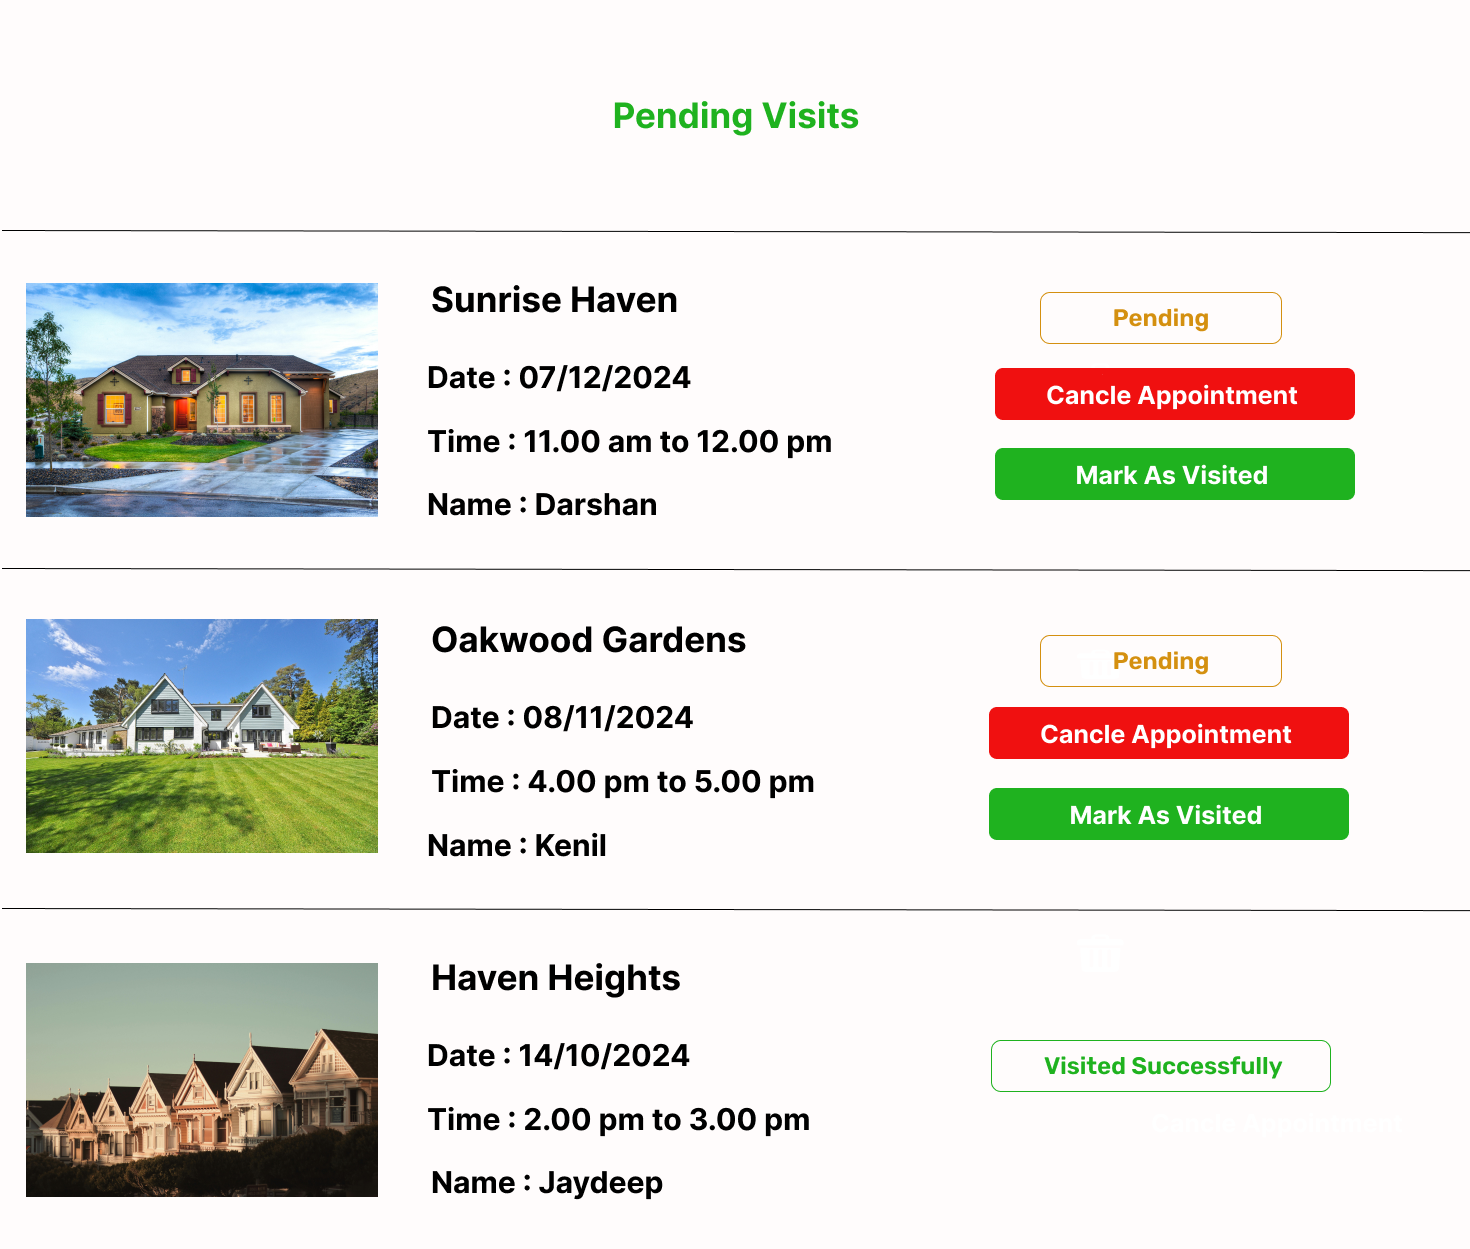 Pending Visits
Sunrise Haven
Date : 07/12/2024
Time : 11.00 am to 12.00 pm
Name : Darshan
Pending
Cancle Appointment
Mark As Visited
Oakwood Gardens
Date : 08/11/2024
Time : 4.00 pm to 5.00 pm
Name : Kenil
Pending
Cancle Appointment
Mark As Visited
Haven Heights
Date : 14/10/2024
Time : 2.00 pm to 3.00 pm
Name : Jaydeep
Visited Successfully
Cancle Appointment